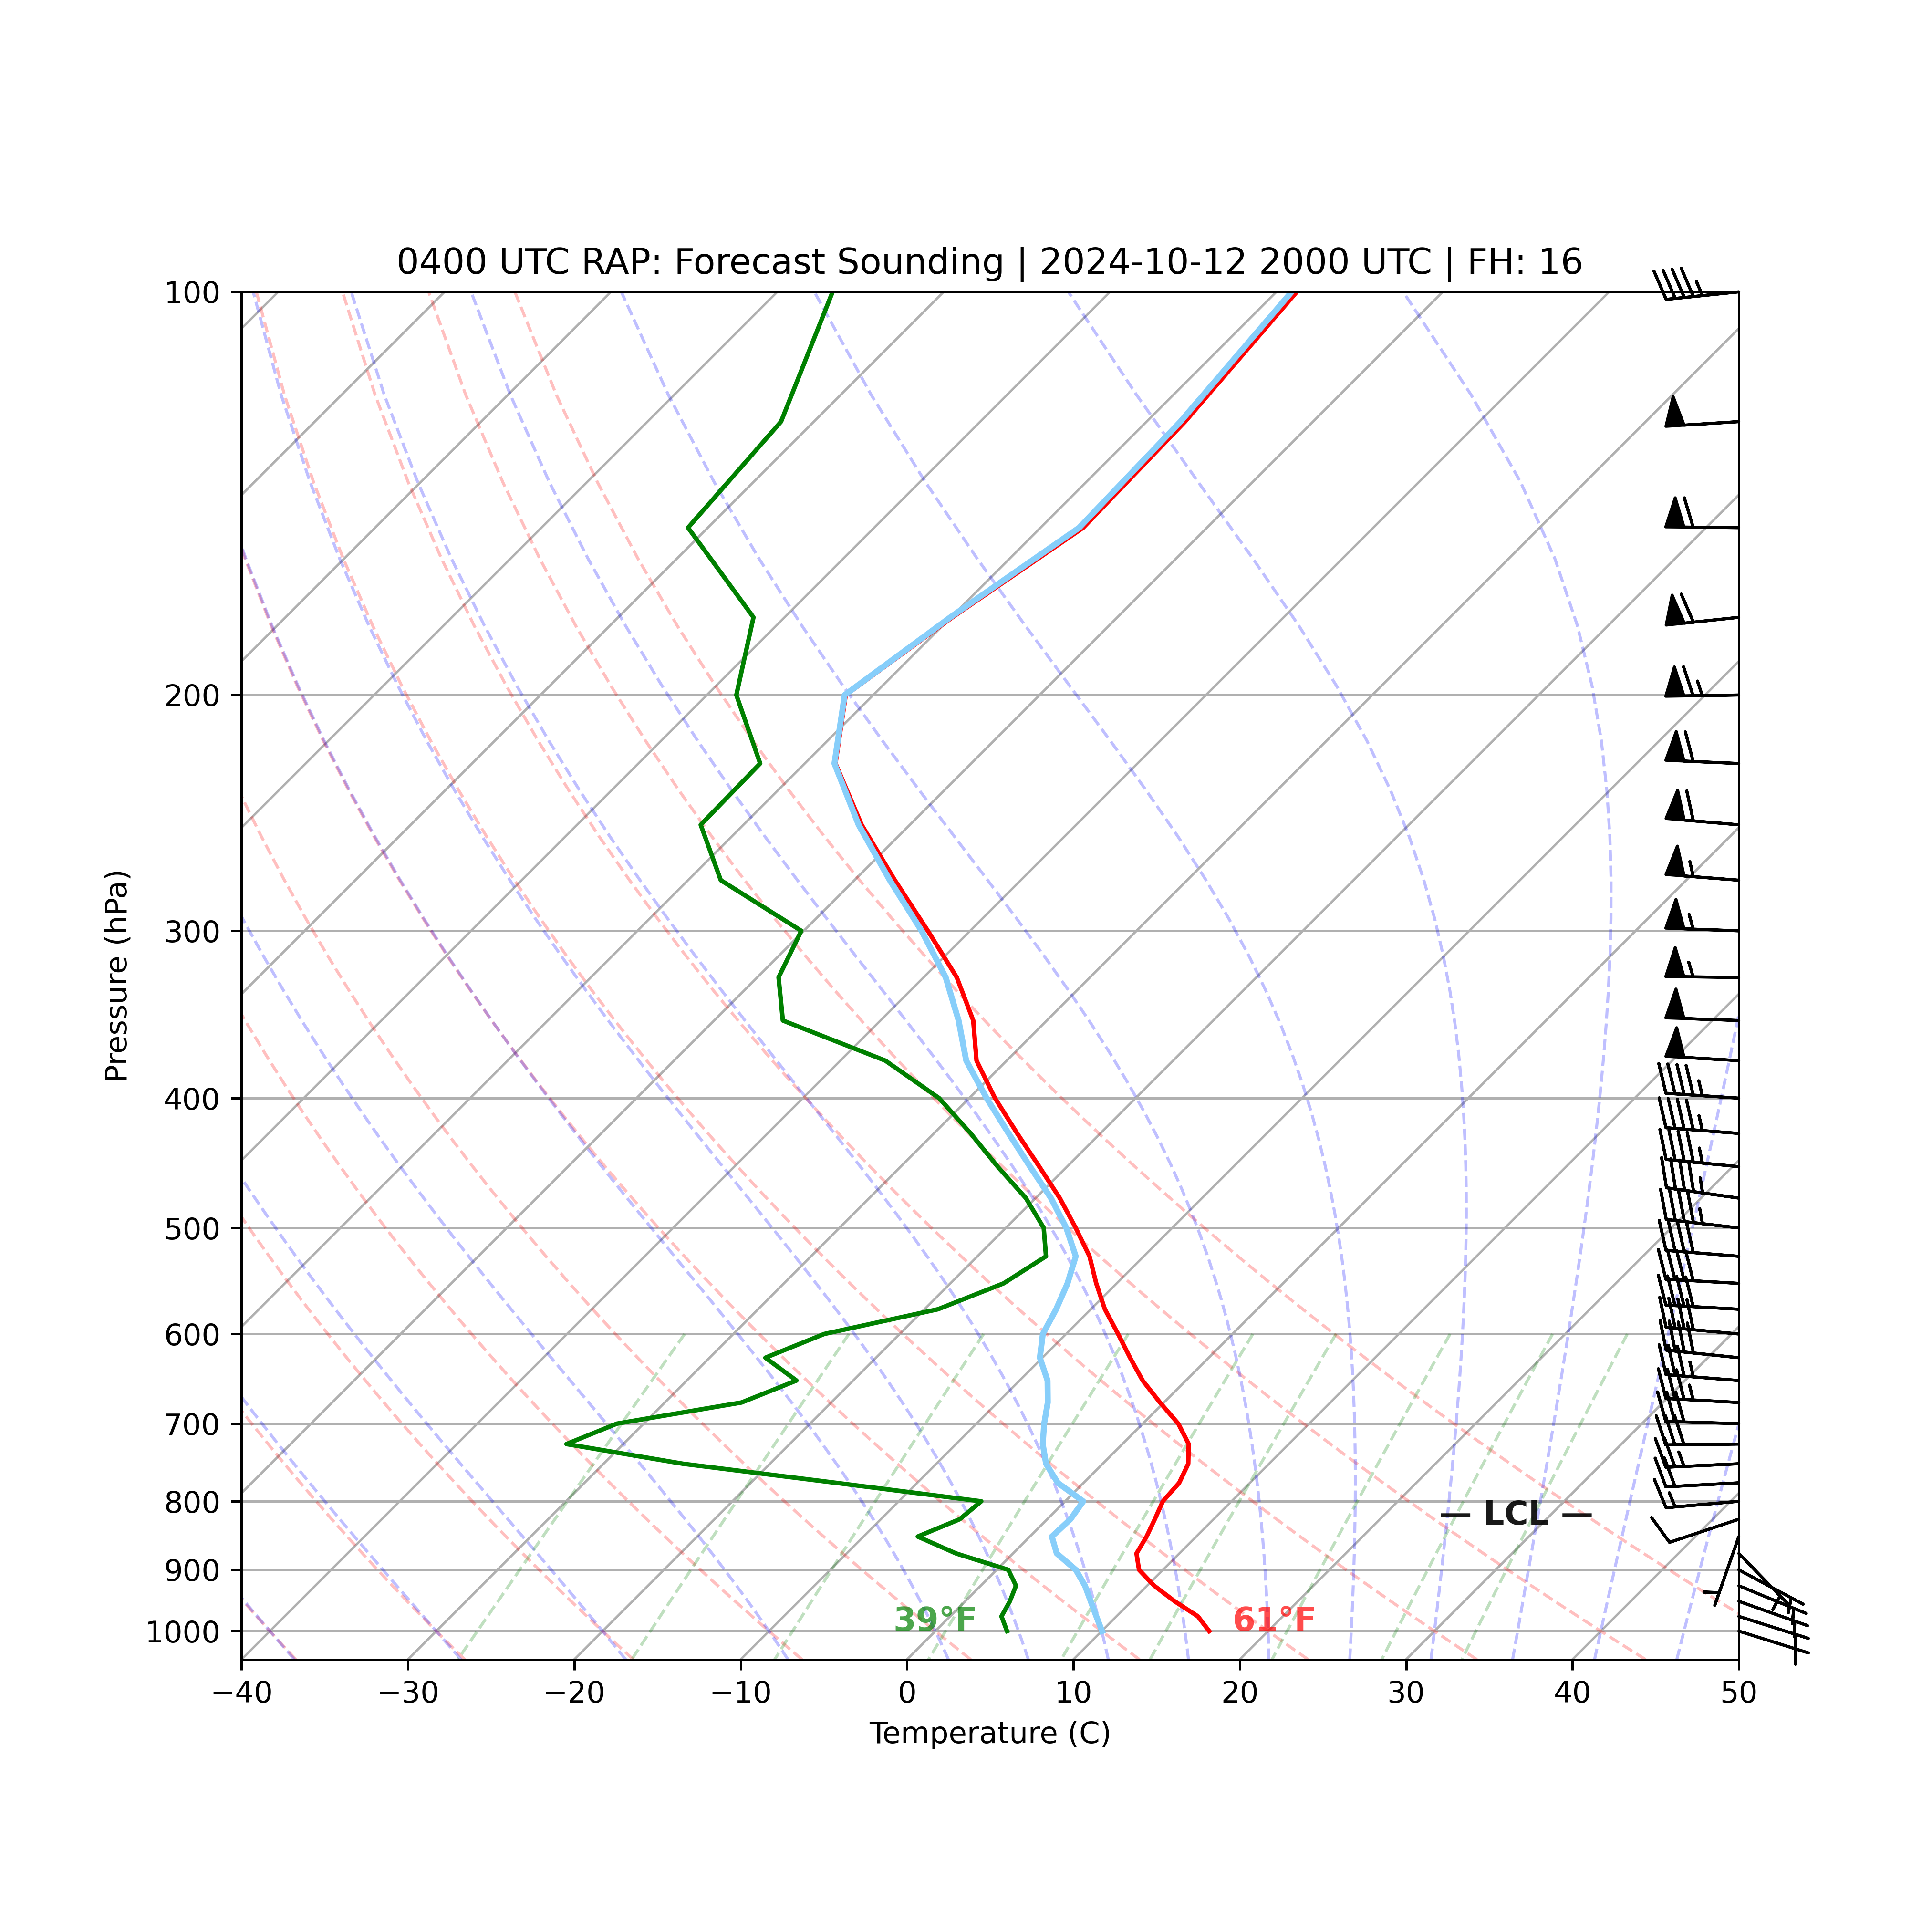 0400 UTC RAP: Forecast Sounding | 2024-10-12 2000 UTC | FH: 16
100
200
300
400
500
600
700
800
900
1000
Pressure (hPa)
— LCL —
39°F
61°F
−40 −30 −20 −10 0 10 20 30 40 50
Temperature (C)